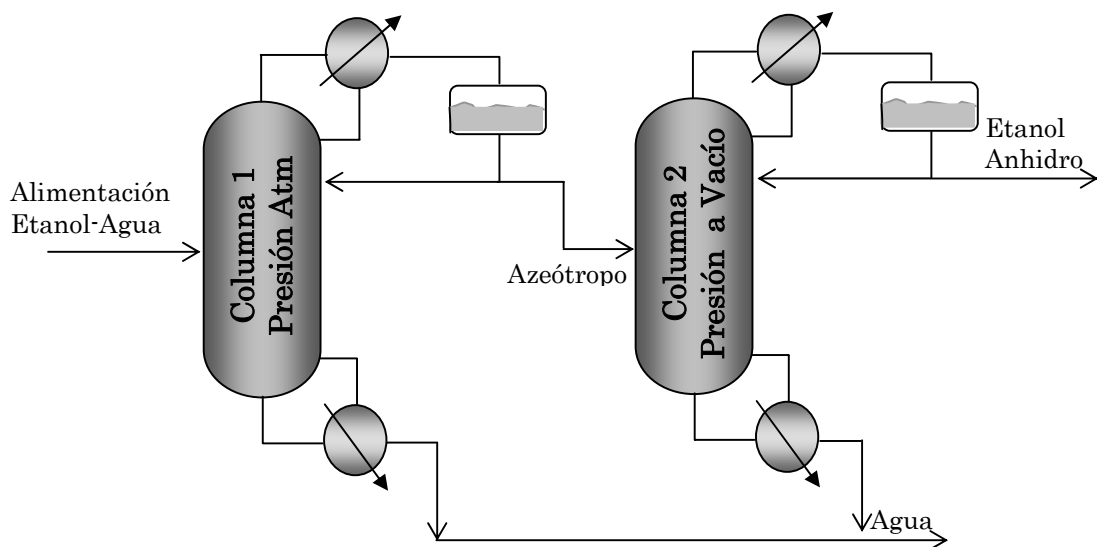 Alimentación
Etanol-Agua
Columna 1
Presión Atm
Azeótropo
Columna 2
Presión a Vacío
Etanol
Anhidro
Agua